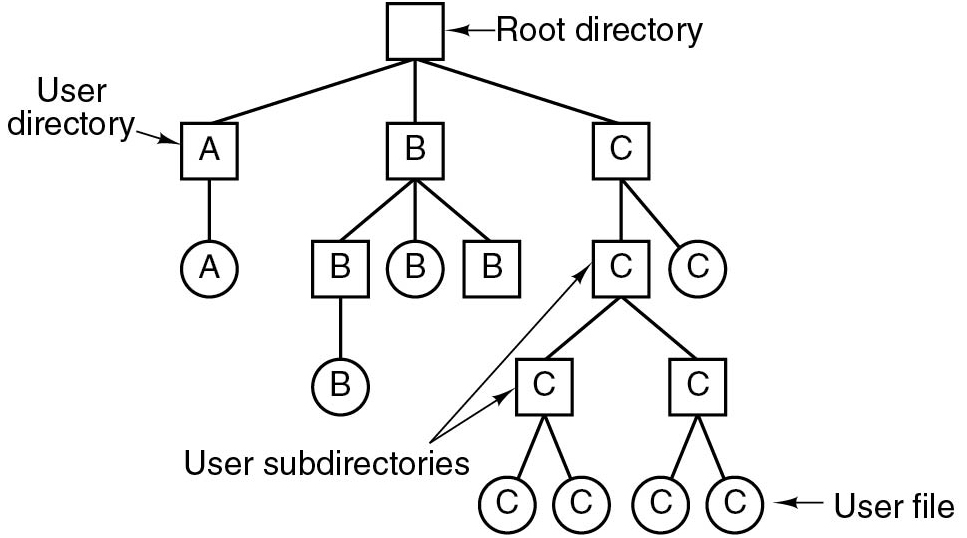 Root directory
User
directory
A
B
C
A
B
B
B
C
C
B
C
C
User subdirectories
C
C
C
C
User file